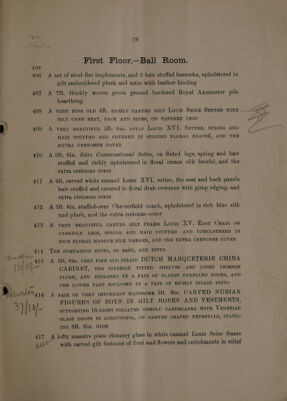 79
First Floor.—Ball Room.
LOT
406 A set of steel fire implements, and 3 hair stuffed bassocks, upholstered in
gilt embroidered plush and satin with leather binding
407 A 7ft. thickly woven green ground bordered Royal Axminster pile
hearthrug
408 A VERY FINE OLD 4ft. RICHLY CARVED GILT LOUIS SEIZE SETTEE WITH
GILT CANE SEAT, BACK AND SIDES, ON TAPERED LEGS
409 A VERY BEAUTIFUL 5ft. 6in. DITTO LOUIS XVI. SETTEE, SPRING AND
HAIR STUFFED AND COVERED IN STRIPED FLORAL BROCHÉ, AND THE
EXTRA CRETONNE COVER
410 A 5ft. 6in. ditto Conversational Settee, on fluted legs, spring and hair
stuffed and richly upholstered in floral cream silk broché, and the
extra cretonne cover
411 A 4ft. carved white enamel Louis XVI. settee, the seat and back panels
hair stuffed and covered in floral drab cretonne with gimp edging, and
extra cretonne cover
412 A 5ft. 6in. stuffed-over Chesterfield couch, upholstered in rich blue silk
and plush, and the extra cretonne cover
413 A VERY BEAUTIFUL CARVED GILT FRAME LOUIS XV. EASY CHAIR ON
CABRIOLE LEGS, SPRING AND HAIR STUFFED AND UPHOLSTERED IN
RICH FLORAL MARONE SILK DAMASK, AND THE EXTRA CRETONNE COVER
414 THE COMPANION DITTO, en suite, AND DITTO
415 A 4ft. 6in. VERY FINE OLD INLAID DUTCH MARQUETERIE CHINA
CABINET, THE INTERIOR FITTED SHELVES AND LINED CRIMSON
PLUSH, AND ENCLOSED BY A PAIR OF GLAZED PANELLED DOORS, AND
THE LOWER PART ENCLOSED BY A PAIR OF RICHLY INLAID DITTO
416 A PAIR OF VERY IMPORTANT HANDSOME 5ft. 6in. CARVED NUBIAN
FIGURES OF BOYS IN GILT ROBES AND VESTMENTS,
SUPPORTING 16-LIGHT FOLIATED ORMOLU CANDELABRA WITH VENETIAN
GLASS DROPS IN CORNUCOPIA, ON CARVED SHAPED PEDESTALS, STAND-
ING 8ft. 6in. HIGH
417 A lofty massive plate chimney glass in white enamel Louis Seize frame
with carved gilt festoons of fruit and flowers and enrichments in relief